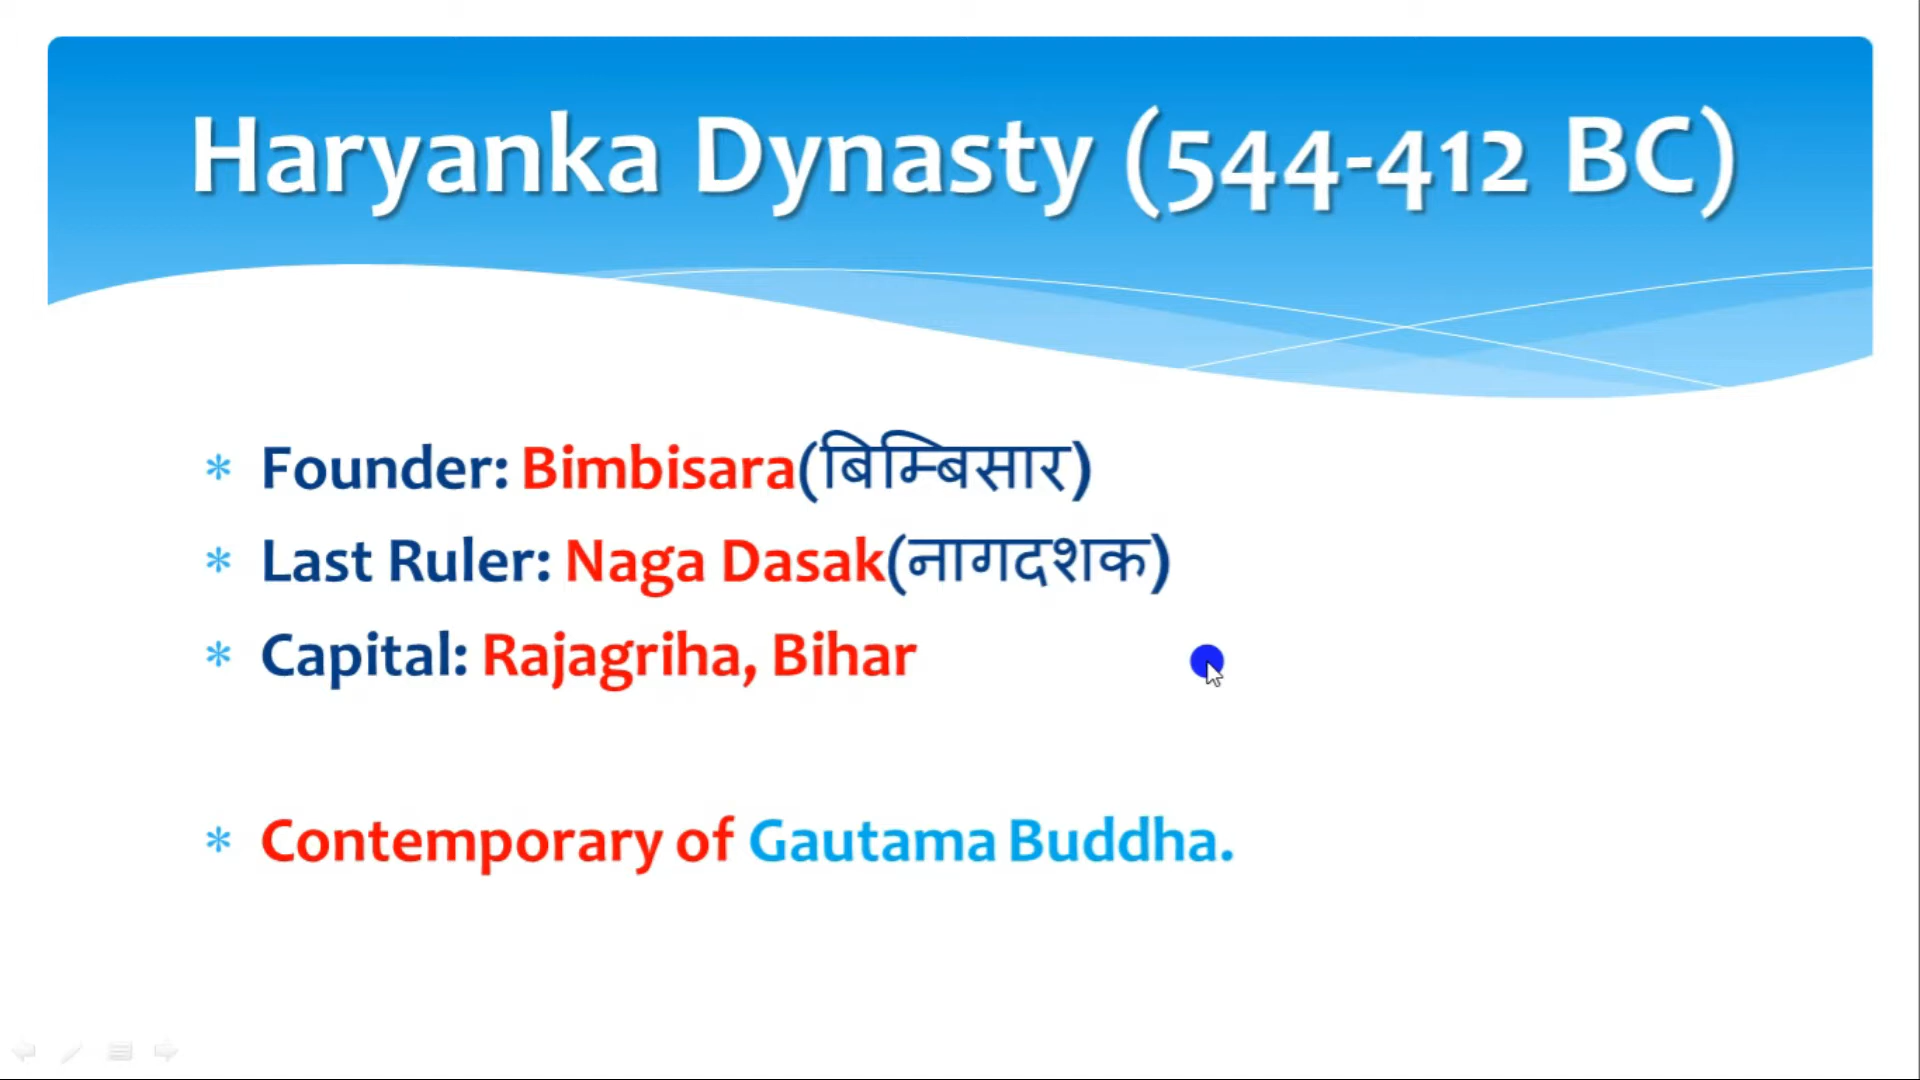 Haryanka Dynasty (544-412 BC)
* Founder: Bimbisara(बिम्बिसार)
* Last Ruler: Naga Dasak(नागदशक)
* Capital: Rajagriha, Bihar
* Contemporary of Gautama Buddha.